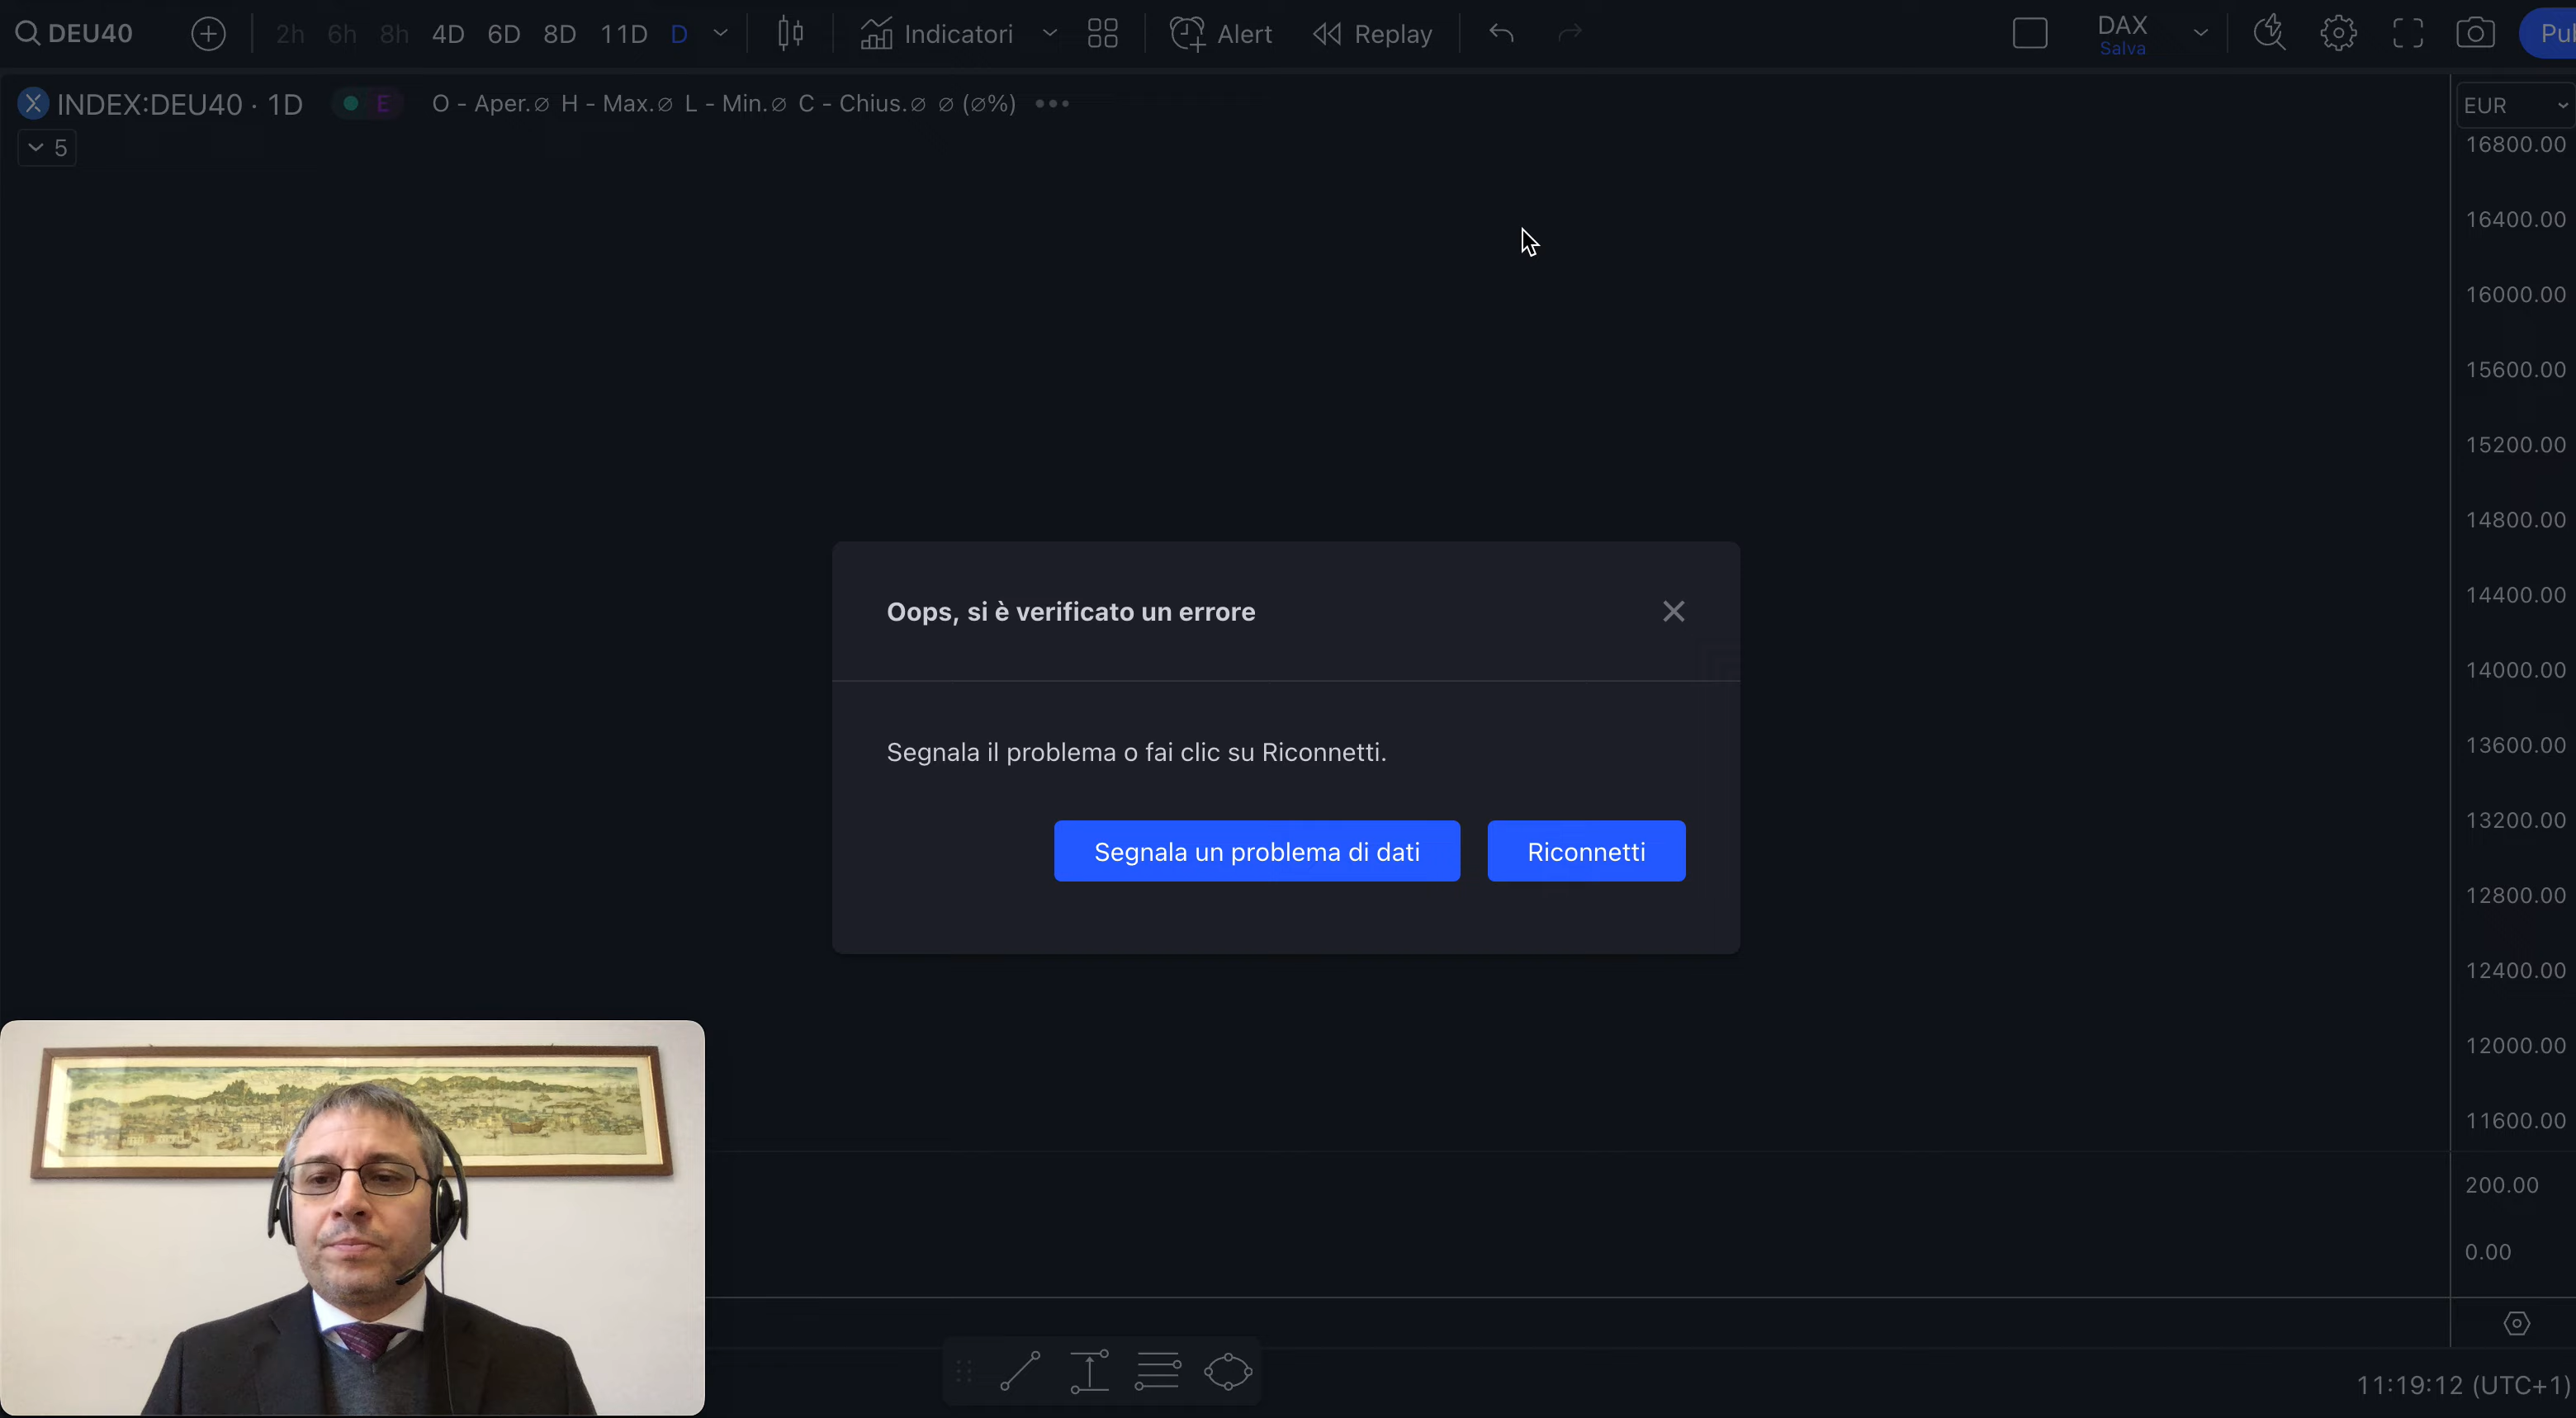 DEU40 2h 6h 8h 4D 6D 8D 11D D Indicatori Alert Replay DAX Pul
Salva
INDEX:DEU40 · 1D E O - Aper.∅ H - Max.∅ L - Min.∅ C - Chius.∅ ∅ (∅%)
5
EUR
16800.00
16400.00
16000.00
15600.00
15200.00
14800.00
14400.00
14000.00
13600.00
13200.00
12800.00
12400.00
12000.00
11600.00
200.00
0.00
Oops, si è verificato un errore
Segnala il problema o fai clic su Riconnetti.
Segnala un problema di dati Riconnetti
11:19:12 (UTC+1)